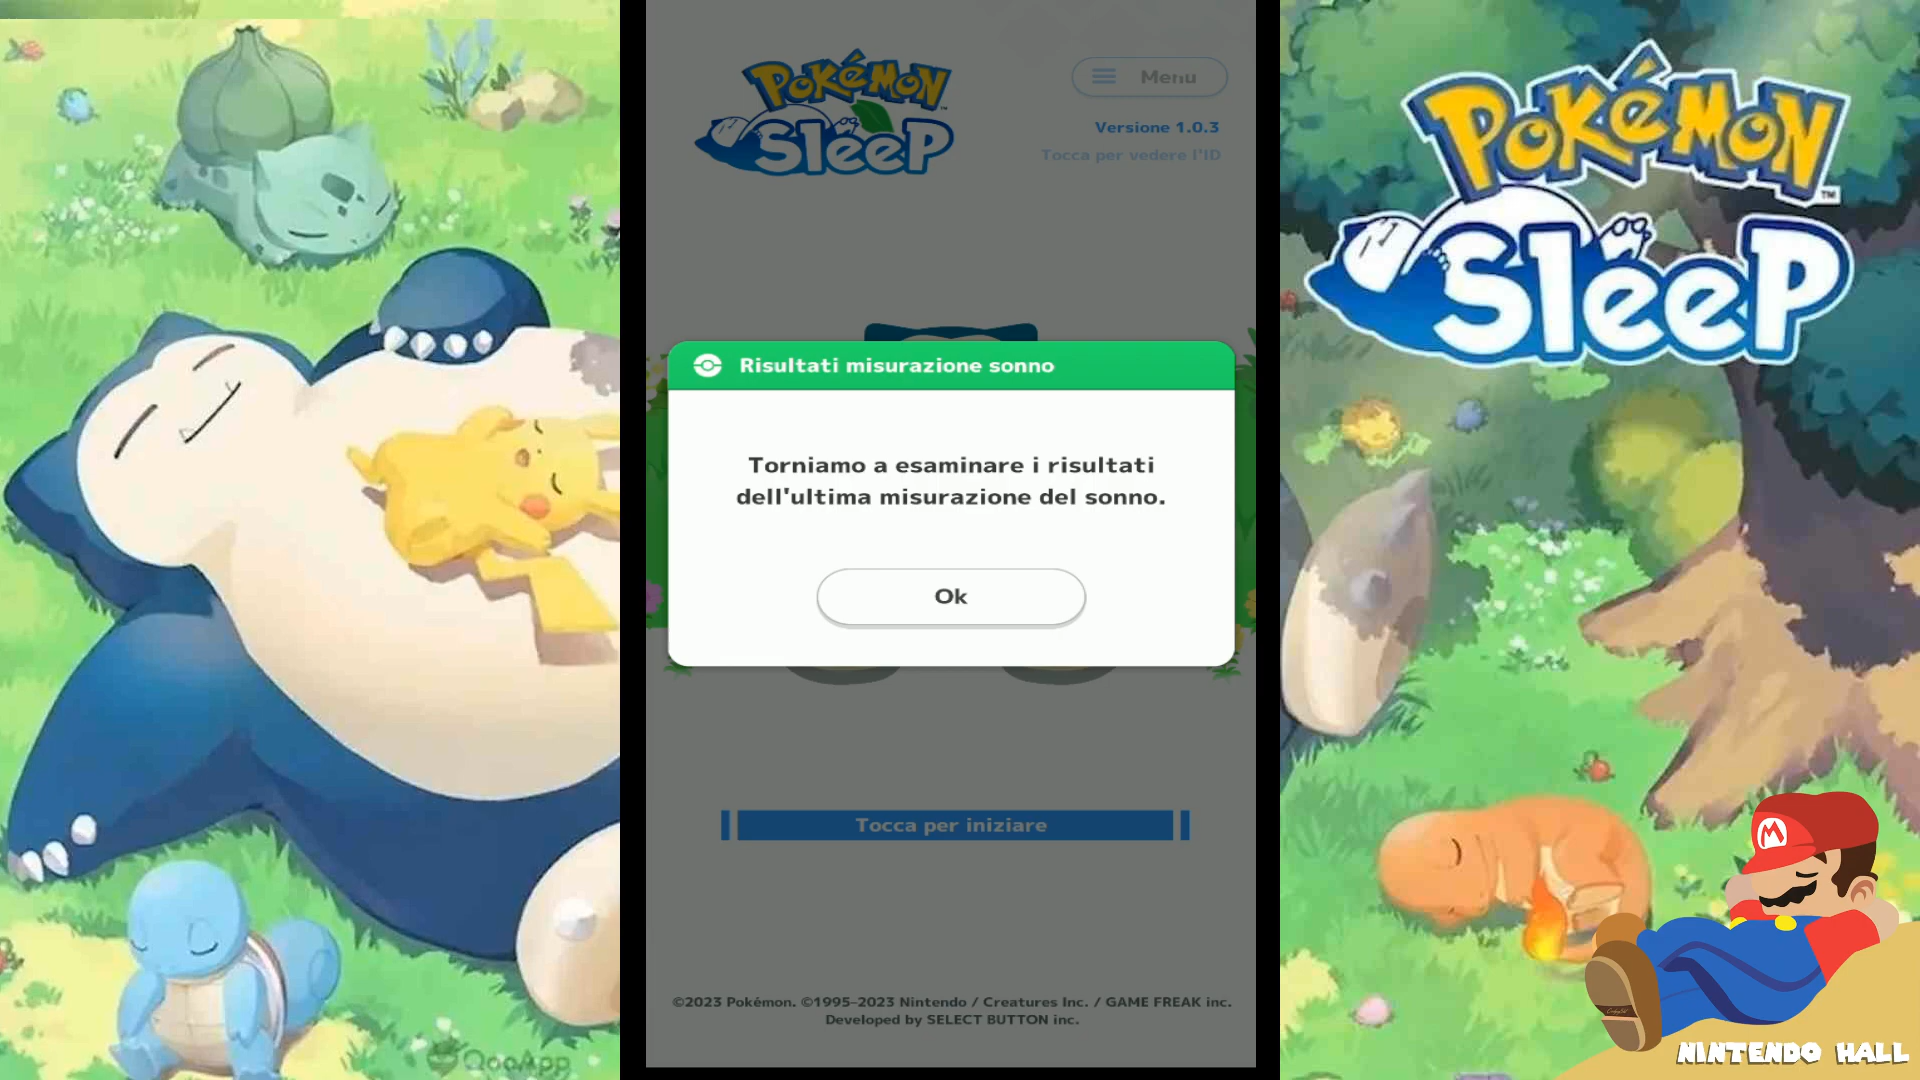 POKÉMON
Sleep
Menu
Versione 1.0.3
Tocca per vedere l'ID
Risultati misurazione sonno
Torniamo a esaminare i risultati
dell'ultima misurazione del sonno.
Ok
Tocca per iniziare
©2023 Pokémon. ©1995–2023 Nintendo / Creatures Inc. / GAME FREAK inc.
Developed by SELECT BUTTON inc.
POKÉMON
TM
Sleep
M
QooApp
NINTENDO HALL